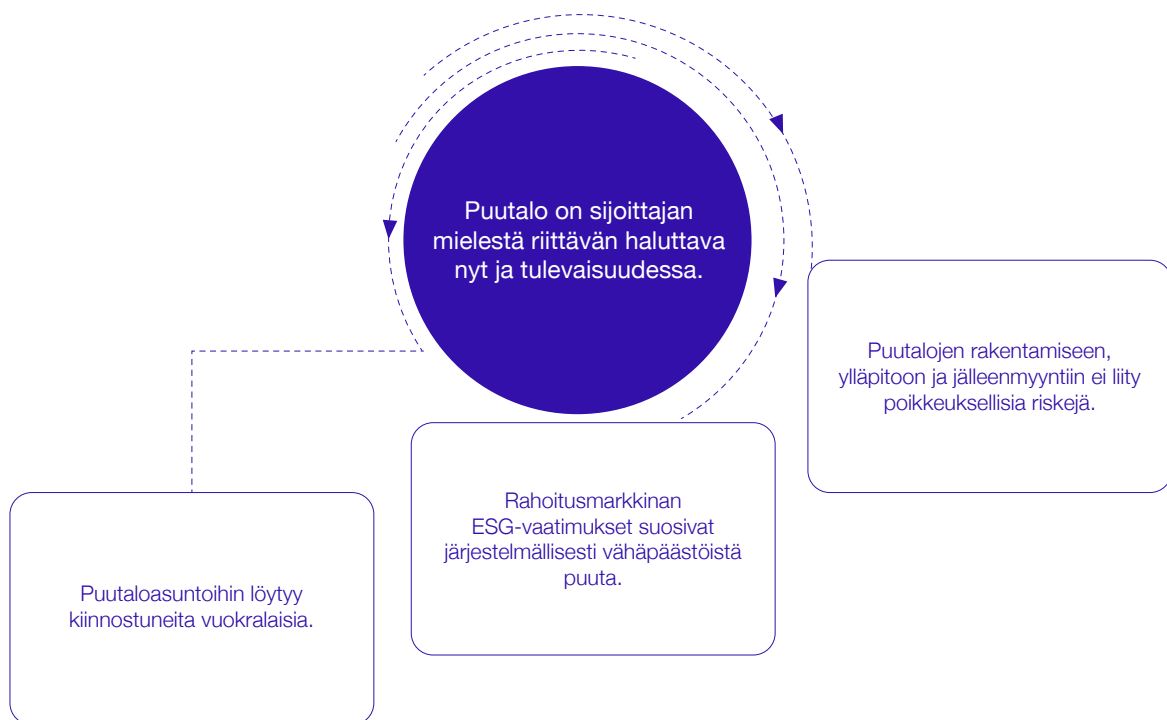 Puutalo on sijoittajan
mielestä riittävän haluttava
nyt ja tulevaisuudessa.
Puutalojen rakentamiseen,
ylläpitoon ja jälleenmyyntiin ei liity
poikkeuksellisia riskejä.
Rahoitusmarkkinan
ESG-vaatimukset suosivat
järjestelmällisesti vähäpäästöistä
puuta.
Puutaloasuntoihin löytyy
kiinnostuneita vuokralaisia.